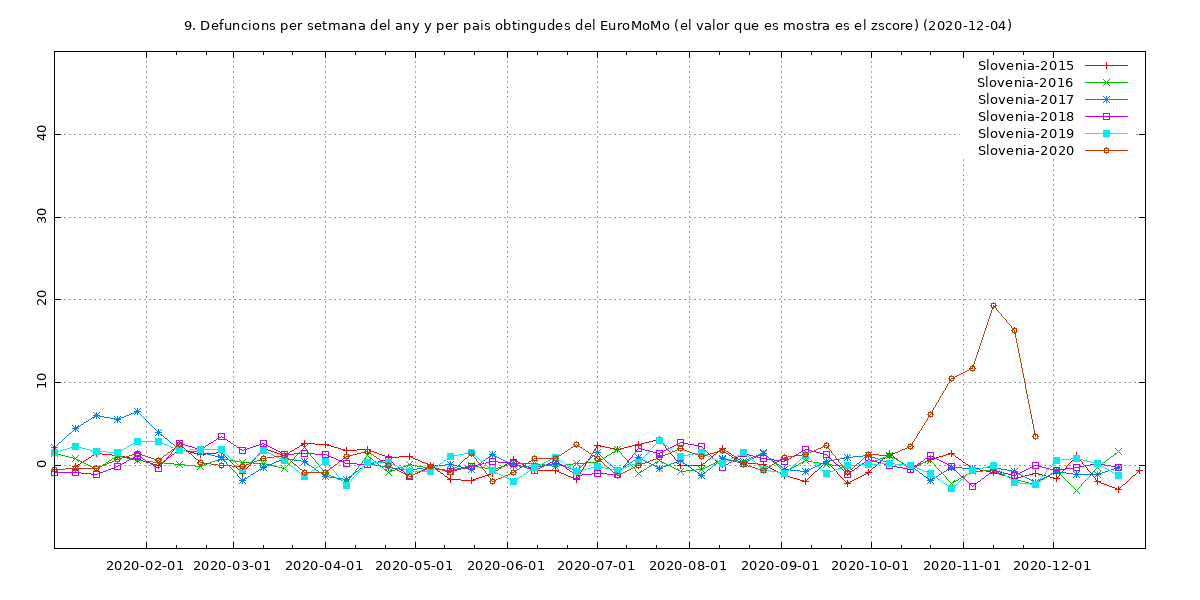 9. Defuncions per setmana del any y per pais obtingudes del EuroMoMo (el valor que es mostra es el zscore) (2020-12-04)
Slovenia-2015
Slovenia-2016
Slovenia-2017
Slovenia-2018
Slovenia-2019
Slovenia-2020
40
30
20
10
0
2020-02-01 2020-03-01 2020-04-01 2020-05-01 2020-06-01 2020-07-01 2020-08-01 2020-09-01 2020-10-01 2020-11-01 2020-12-01